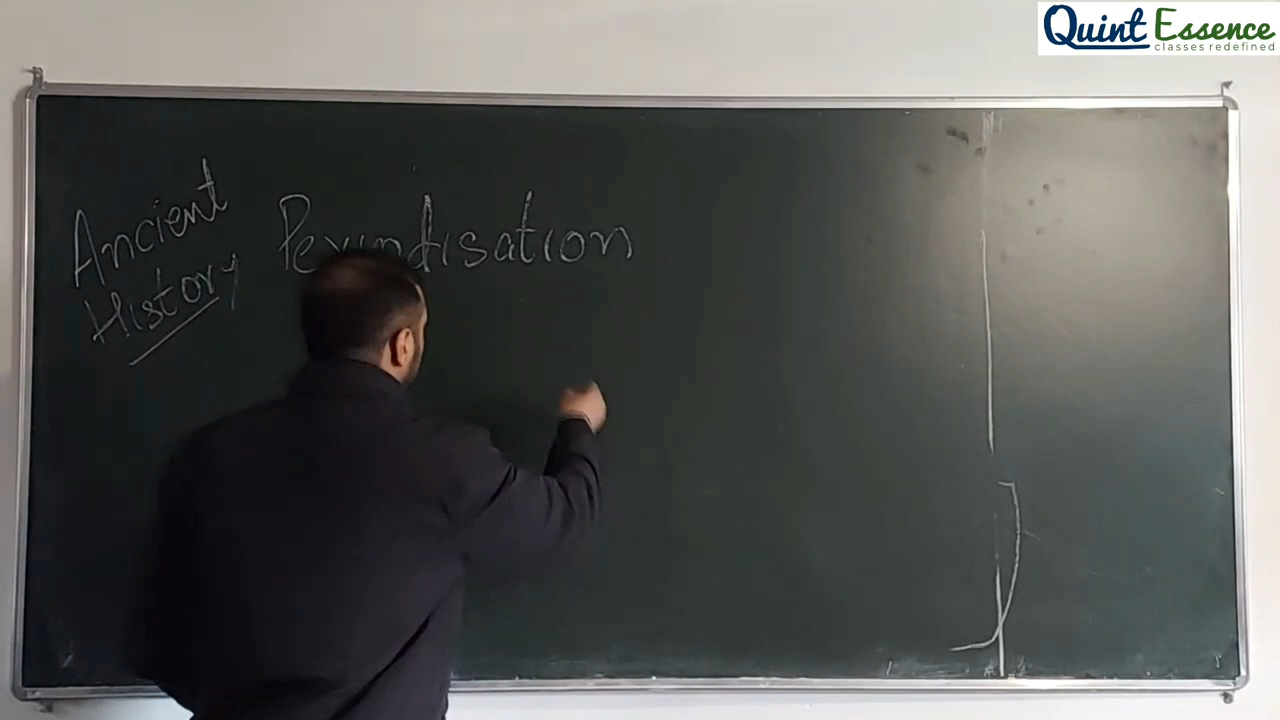 Quint Essence
classes redefined
Ancient
History
Periodisation